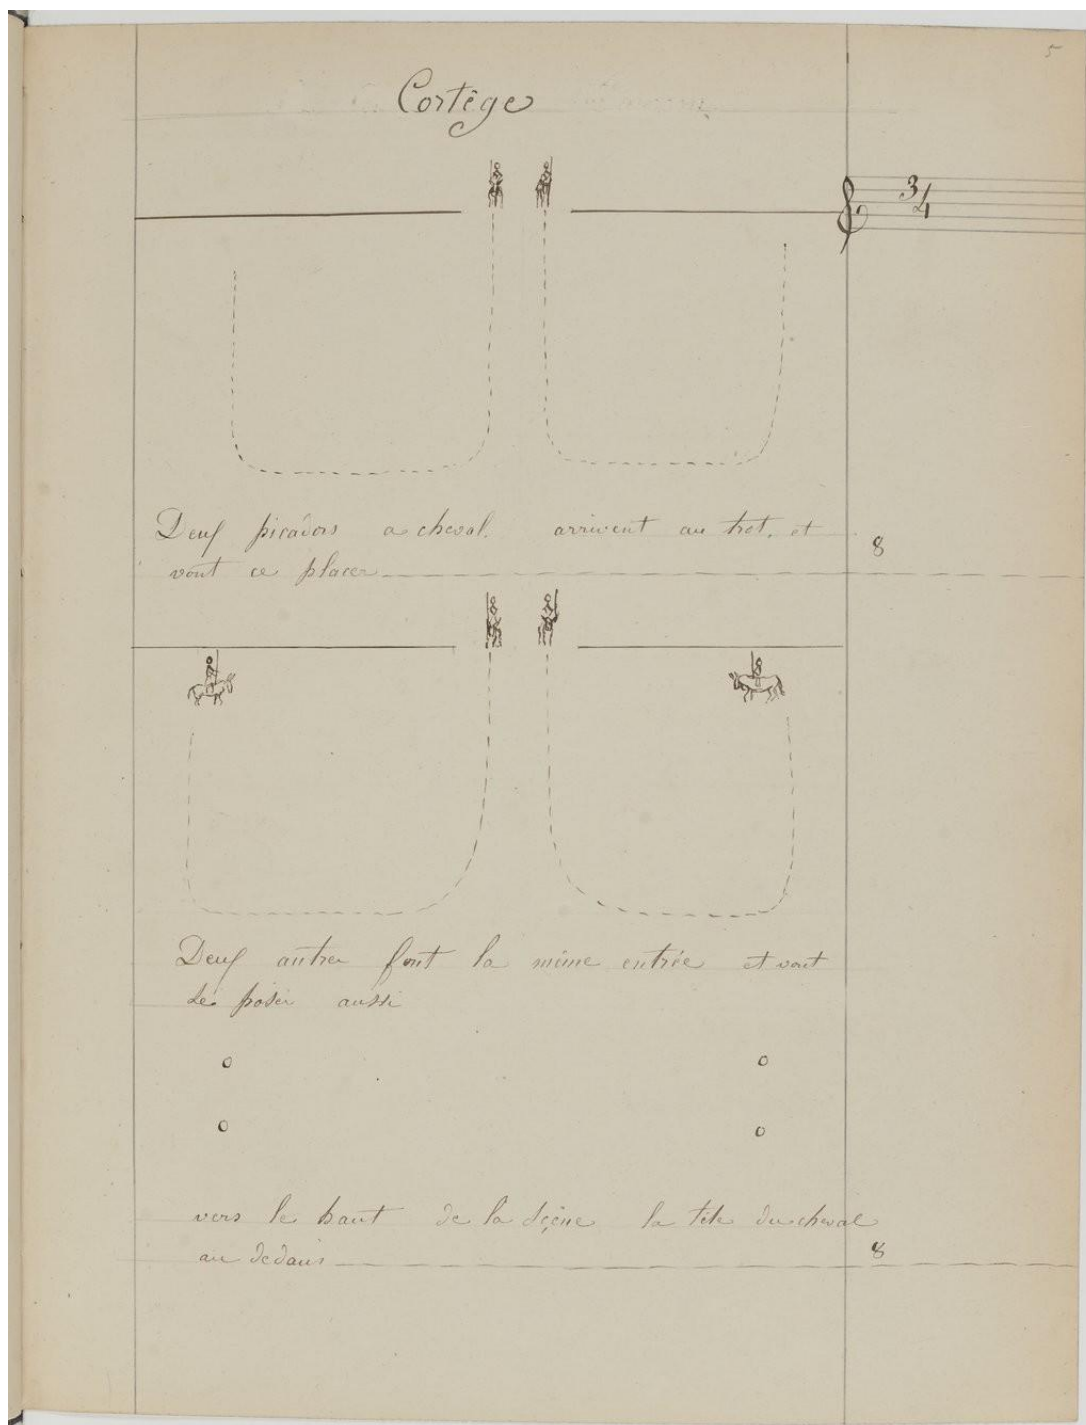 5
Cortège
3/4
Deux picadors a cheval. arrivent au trot. et
8
vont ce placer
Deux autres font la même entrée et vont
se poser aussi
vers le haut de la scène la tête du cheval
au dedans
8